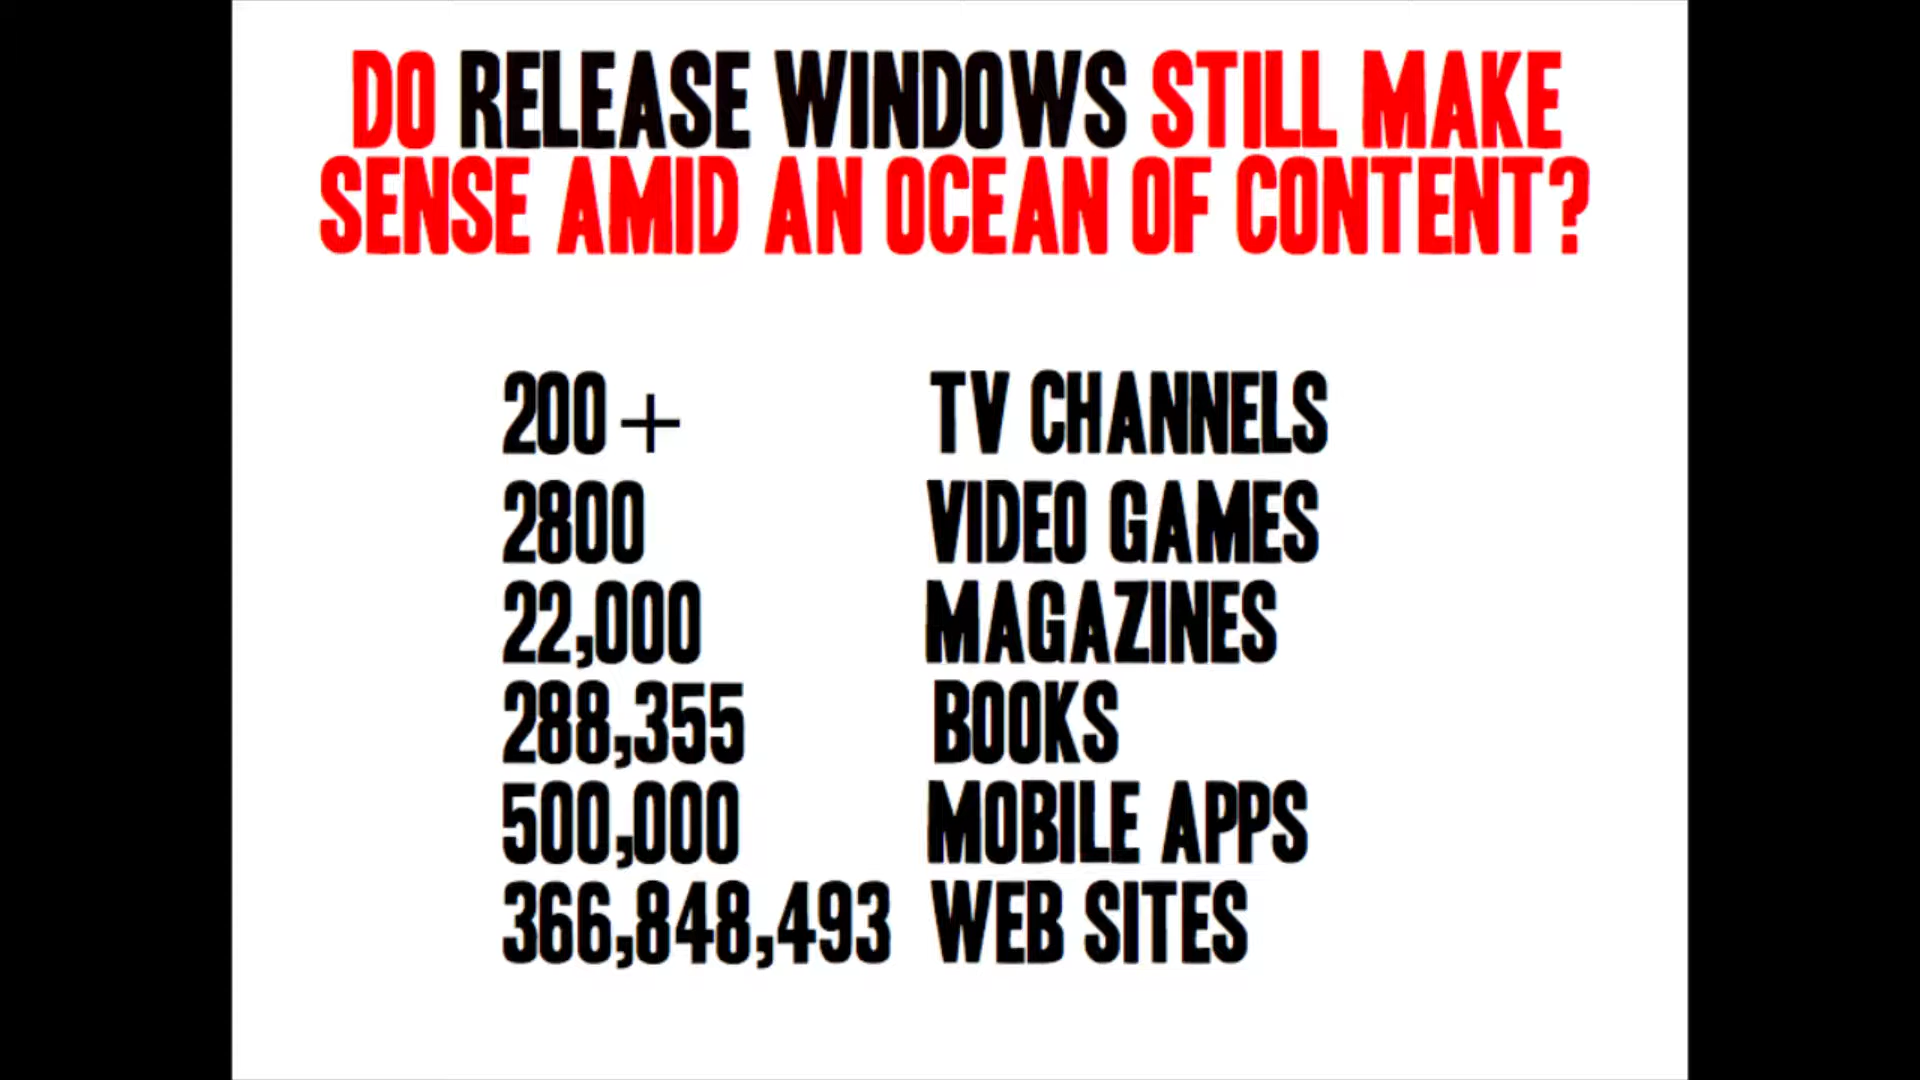 DO RELEASE WINDOWS STILL MAKE
SENSE AMID AN OCEAN OF CONTENT?
200+ TV CHANNELS
2800 VIDEO GAMES
22,000 MAGAZINES
288,355 BOOKS
500,000 MOBILE APPS
366,848,493 WEB SITES